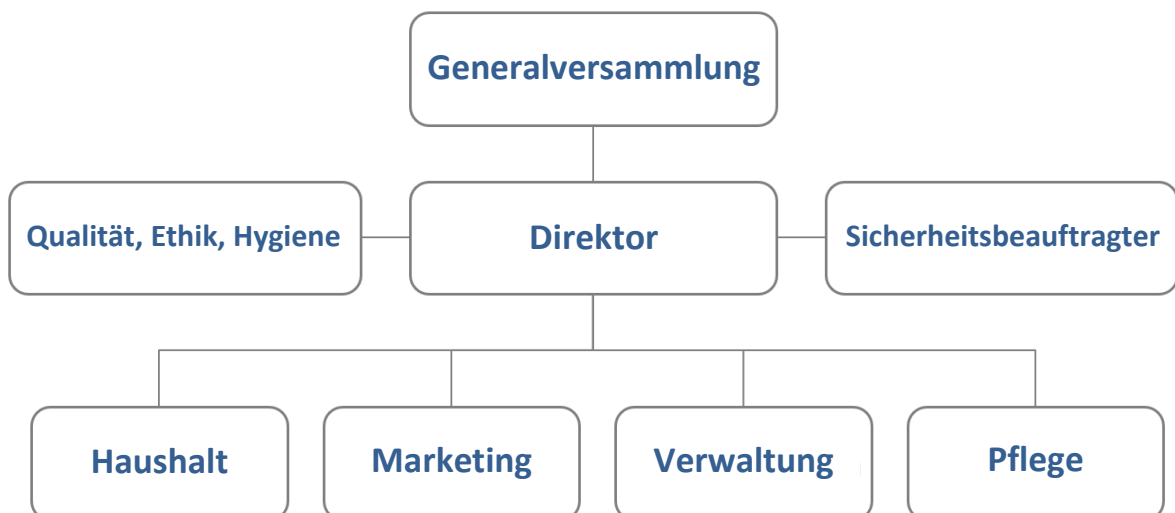 Generalversammlung
Qualität, Ethik, Hygiene
Direktor
Sicherheitsbeauftragter
Haushalt
Marketing
Verwaltung
Pflege